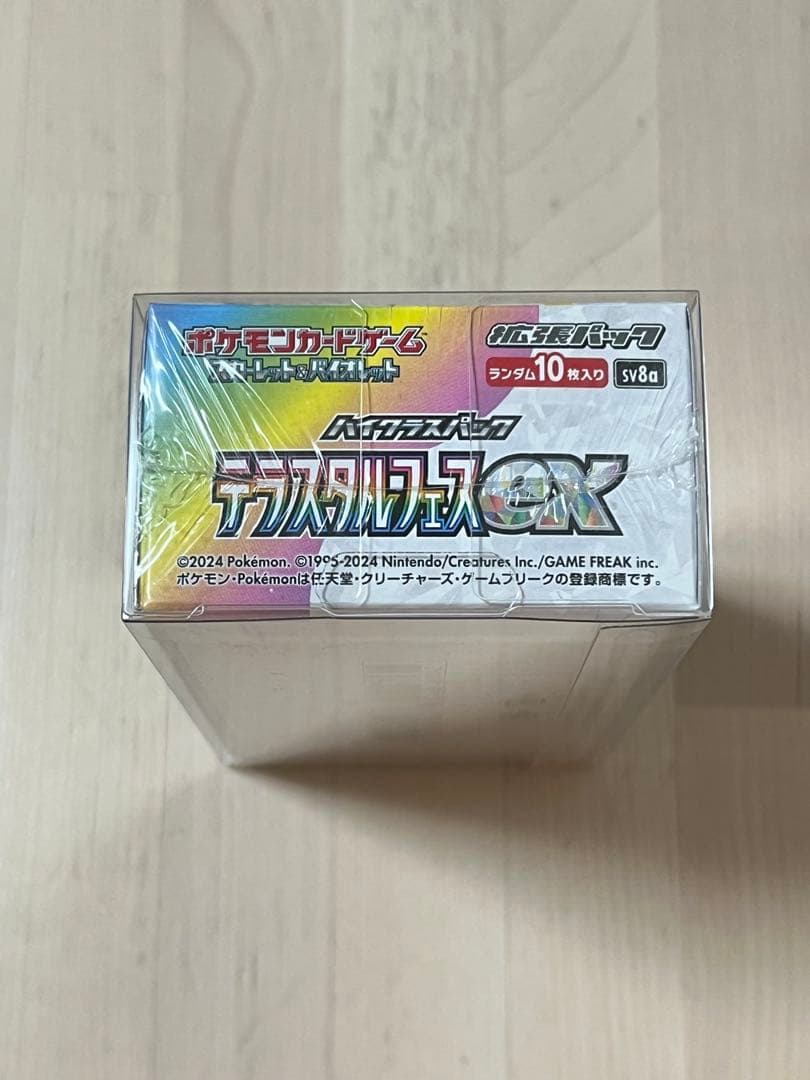 ポケモンカードゲーム
スカーレット&バイオレット
拡張パック
ランダム10枚入り sv8a
ハイクラスパック
テラスタルフェスex
©2024 Pokémon. ©1995-2024 Nintendo/Creatures Inc./GAME FREAK inc.
ポケモン・Pokémonは任天堂・クリーチャーズ・ゲームフリークの登録商標です。